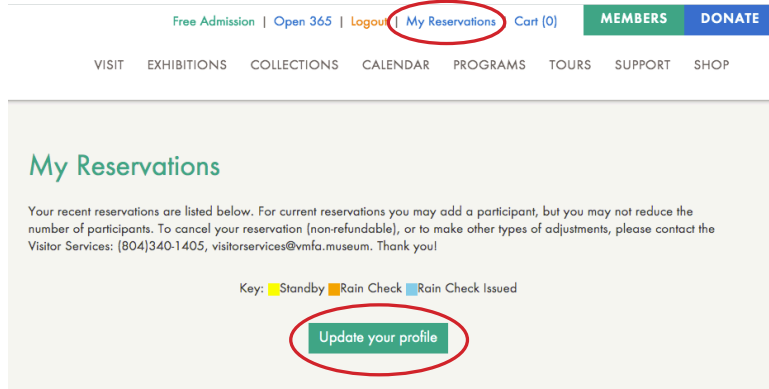 Free Admission | Open 365 | Logout | My Reservations Cart (0) MEMBERS DONATE
VISIT EXHIBITIONS COLLECTIONS CALENDAR PROGRAMS TOURS SUPPORT SHOP
My Reservations
Your recent reservations are listed below. For current reservations you may add a participant, but you may not reduce the
number of participants. To cancel your reservation (non-refundable), or to make other types of adjustments, please contact the
Visitor Services: (804)340-1405, visitorservices@vmfa.museum. Thank you!
Key: Standby Rain Check Rain Check Issued
Update your profile